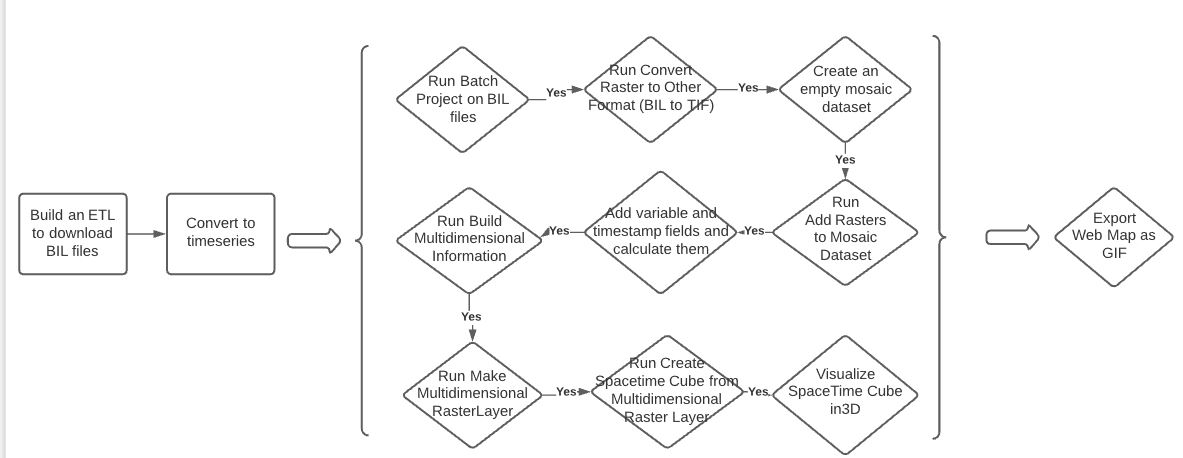 Build an ETL
to download
BIL files
Convert to
timeseries
Run Batch
Project on BIL
files
Yes
Run Convert
Raster to Other
Format (BIL to TIF)
Yes
Create an
empty mosaic
dataset
Yes
Run
Add Rasters
to Mosaic
Dataset
Yes
Add variable and
timestamp fields and
calculate them
Yes
Run Build
Multidimensional
Information
Yes
Run Make
Multidimensional
RasterLayer
Yes
Run Create
Spacetime Cube from
Multidimensional
Raster Layer
Yes
Visualize
SpaceTime Cube
in3D
Export
Web Map as
GIF